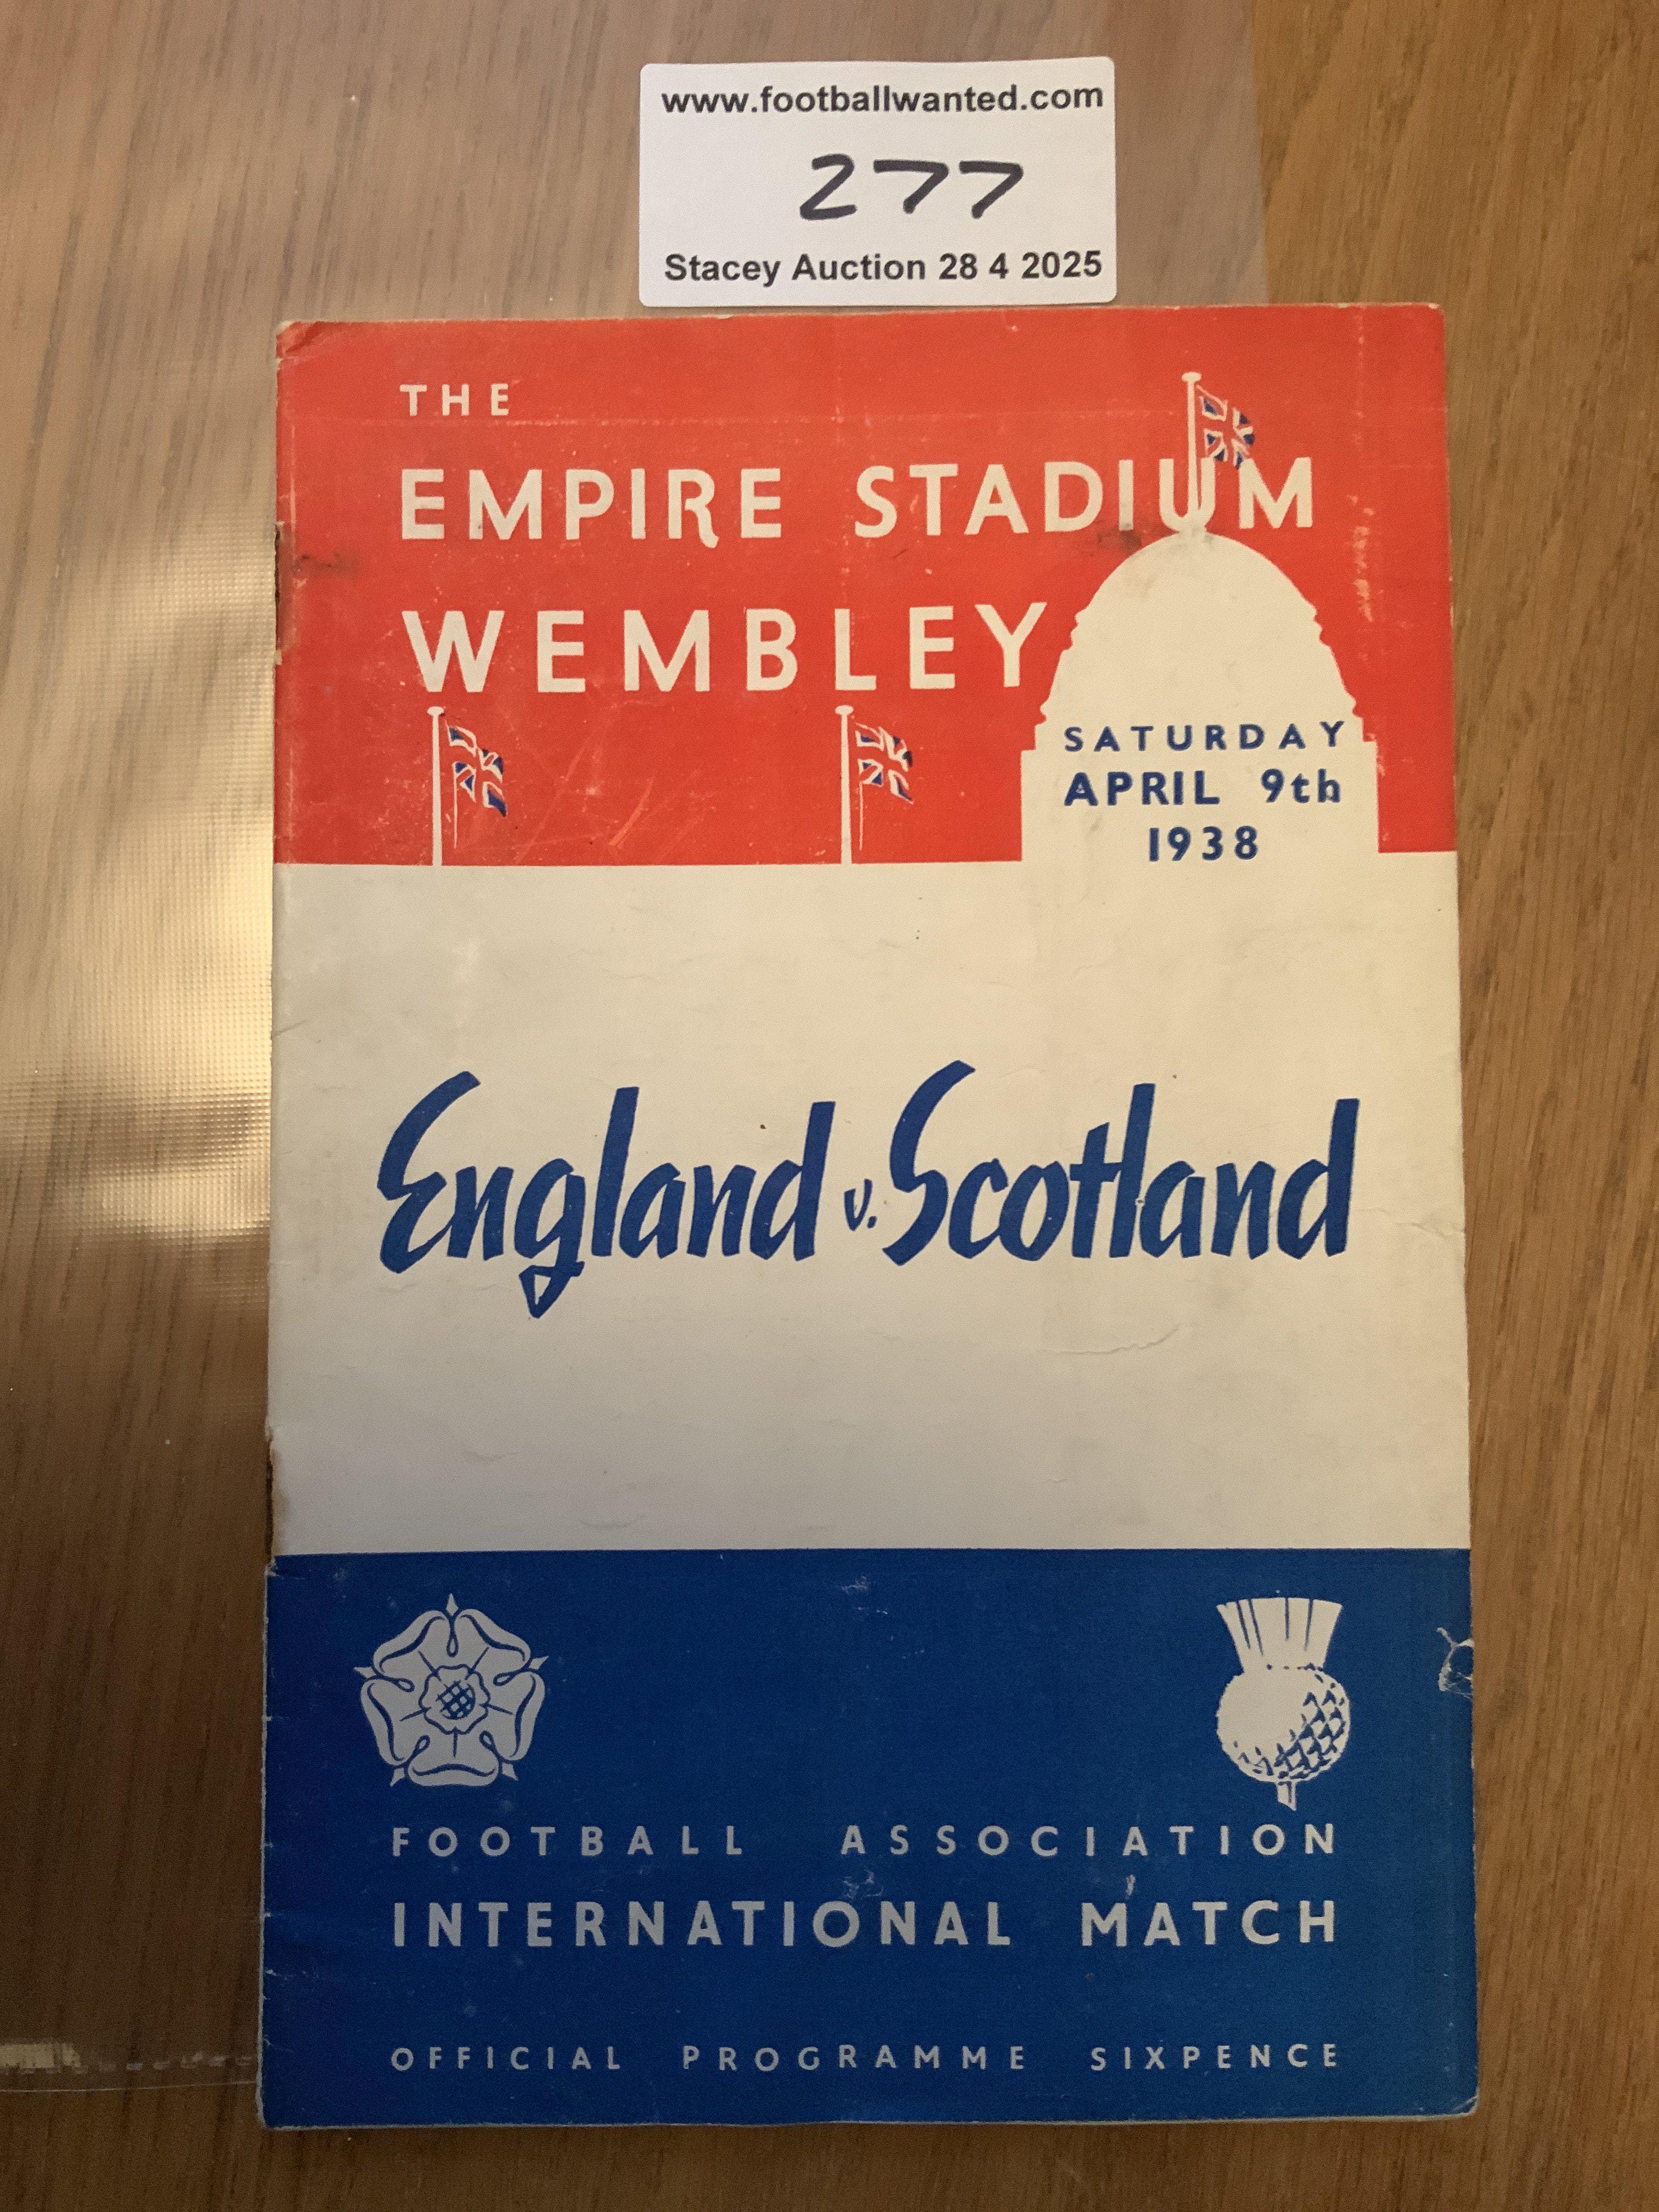 www.footballwanted.com
277
Stacey Auction 28 4 2025
THE
EMPIRE STADIUM
WEMBLEY
SATURDAY
APRIL 9th
1938
England v. Scotland
FOOTBALL ASSOCIATION
INTERNATIONAL MATCH
OFFICIAL PROGRAMME SIXPENCE